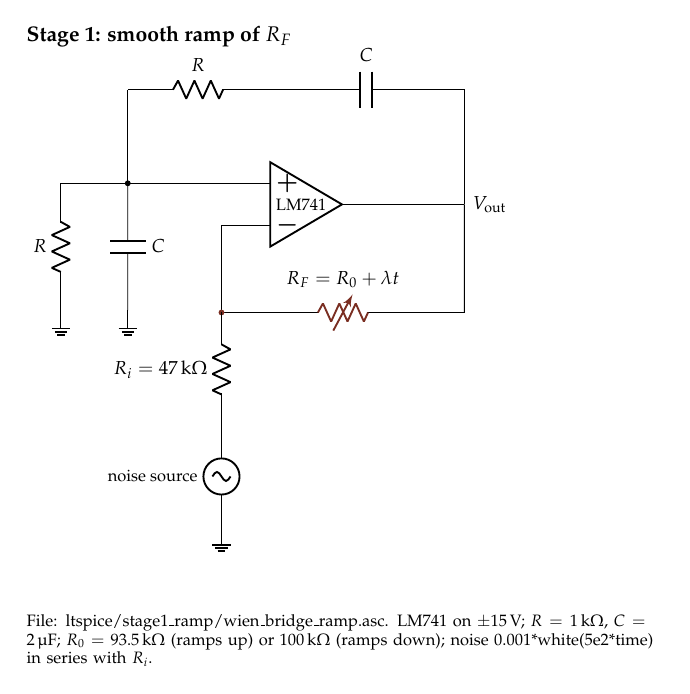 Stage 1: smooth ramp of R_F
C
R
+
LM741
−
V_out
R
C
R_F = R_0 + λt
R_i = 47 kΩ
noise source
File: ltspice/stage1_ramp/wien_bridge_ramp.asc. LM741 on ±15 V; R = 1 kΩ, C =
2 µF; R_0 = 93.5 kΩ (ramps up) or 100 kΩ (ramps down); noise 0.001*white(5e2*time)
in series with R_i.